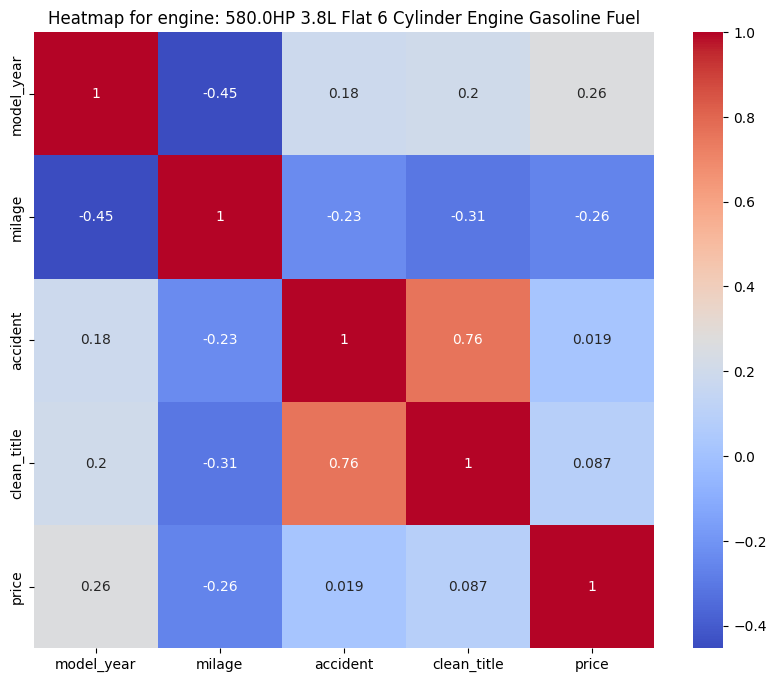 Heatmap for engine: 580.0HP 3.8L Flat 6 Cylinder Engine Gasoline Fuel
model_year 1 -0.45 0.18 0.2 0.26
milage -0.45 1 -0.23 -0.31 -0.26
accident 0.18 -0.23 1 0.76 0.019
clean_title 0.2 -0.31 0.76 1 0.087
price 0.26 -0.26 0.019 0.087 1
model_year milage accident clean_title price
1.0
0.8
0.6
0.4
0.2
0.0
−0.2
−0.4